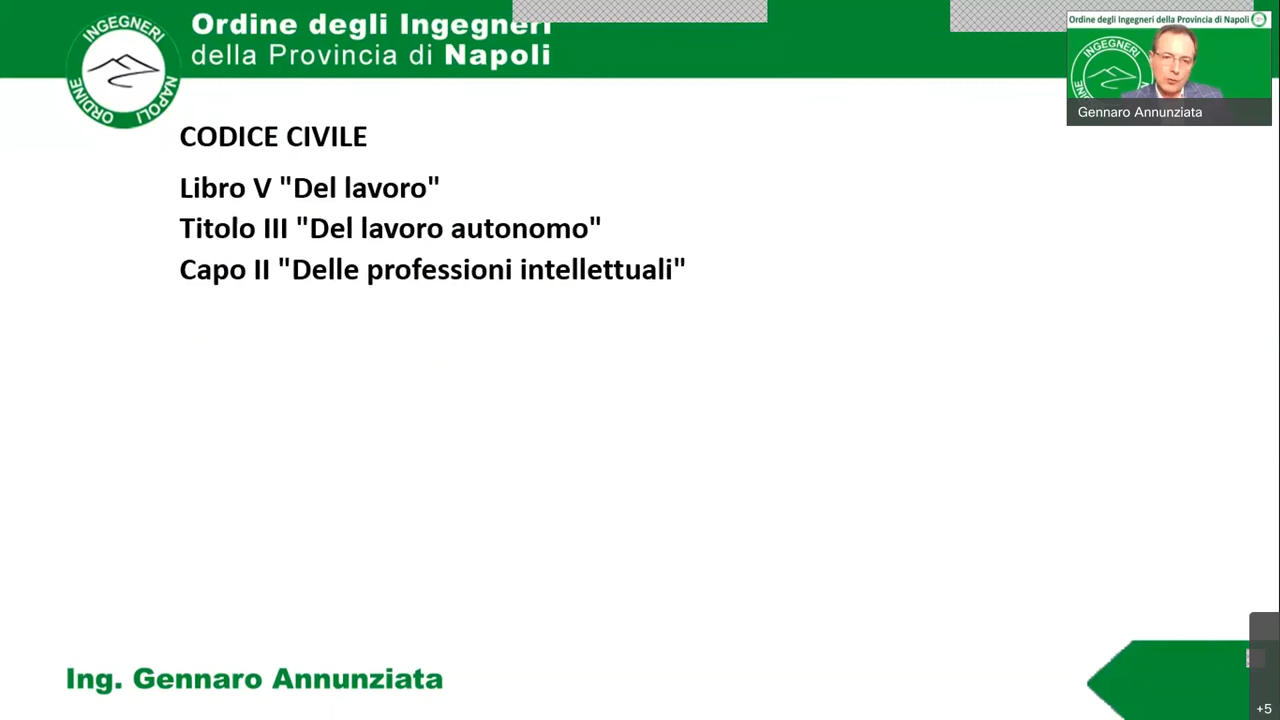 Ordine degli Ingegneri
della Provincia di Napoli
INGEGNERI
ORDINE
NAPOLI
Ordine degli Ingegneri della Provincia di Napoli
INGEGNERI
Gennaro Annunziata
CODICE CIVILE
Libro V "Del lavoro"
Titolo III "Del lavoro autonomo"
Capo II "Delle professioni intellettuali"
Ing. Gennaro Annunziata
+5